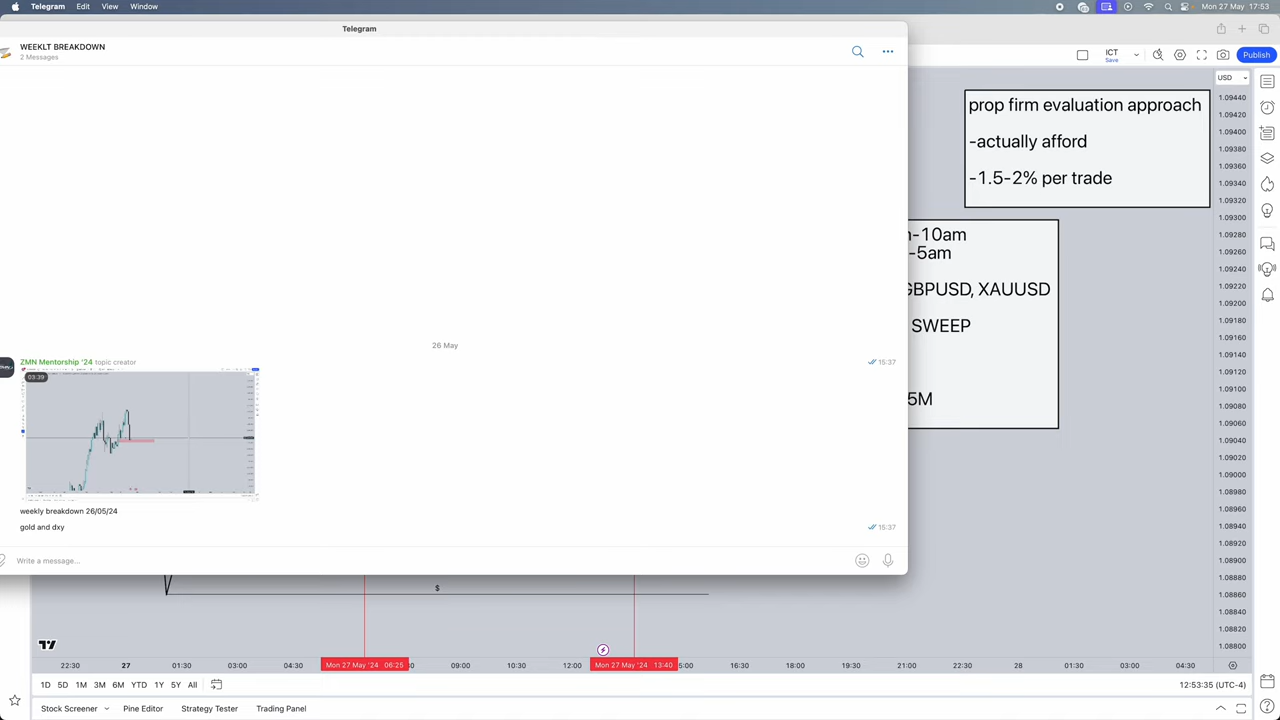 Telegram Edit View Window
Mon 27 May 17:53
Telegram
WEEKLT BREAKDOWN
2 Messages
ICT
Save
Publish
USD
prop firm evaluation approach
-actually afford
-1.5-2% per trade
-10am
-5am
GBPUSD, XAUUSD
SWEEP
5M
26 May
ZMN Mentorship '24 topic creator
15:37
03:39
weekly breakdown 26/05/24
gold and dxy
15:37
Write a message...
$
1.09440
1.09420
1.09400
1.09380
1.09360
1.09340
1.09320
1.09300
1.09280
1.09260
1.09240
1.09220
1.09200
1.09180
1.09160
1.09140
1.09120
1.09100
1.09080
1.09060
1.09040
1.09020
1.09000
1.08980
1.08960
1.08940
1.08920
1.08900
1.08880
1.08860
1.08840
1.08820
1.08800
22:30 27 01:30 03:00 04:30 Mon 27 May '24 06:25 09:00 10:30 12:00 Mon 27 May '24 13:40 5:00 16:30 18:00 19:30 21:00 22:30 28 01:30 03:00 04:30
1D 5D 1M 3M 6M YTD 1Y 5Y All
12:53:35 (UTC-4)
Stock Screener Pine Editor Strategy Tester Trading Panel